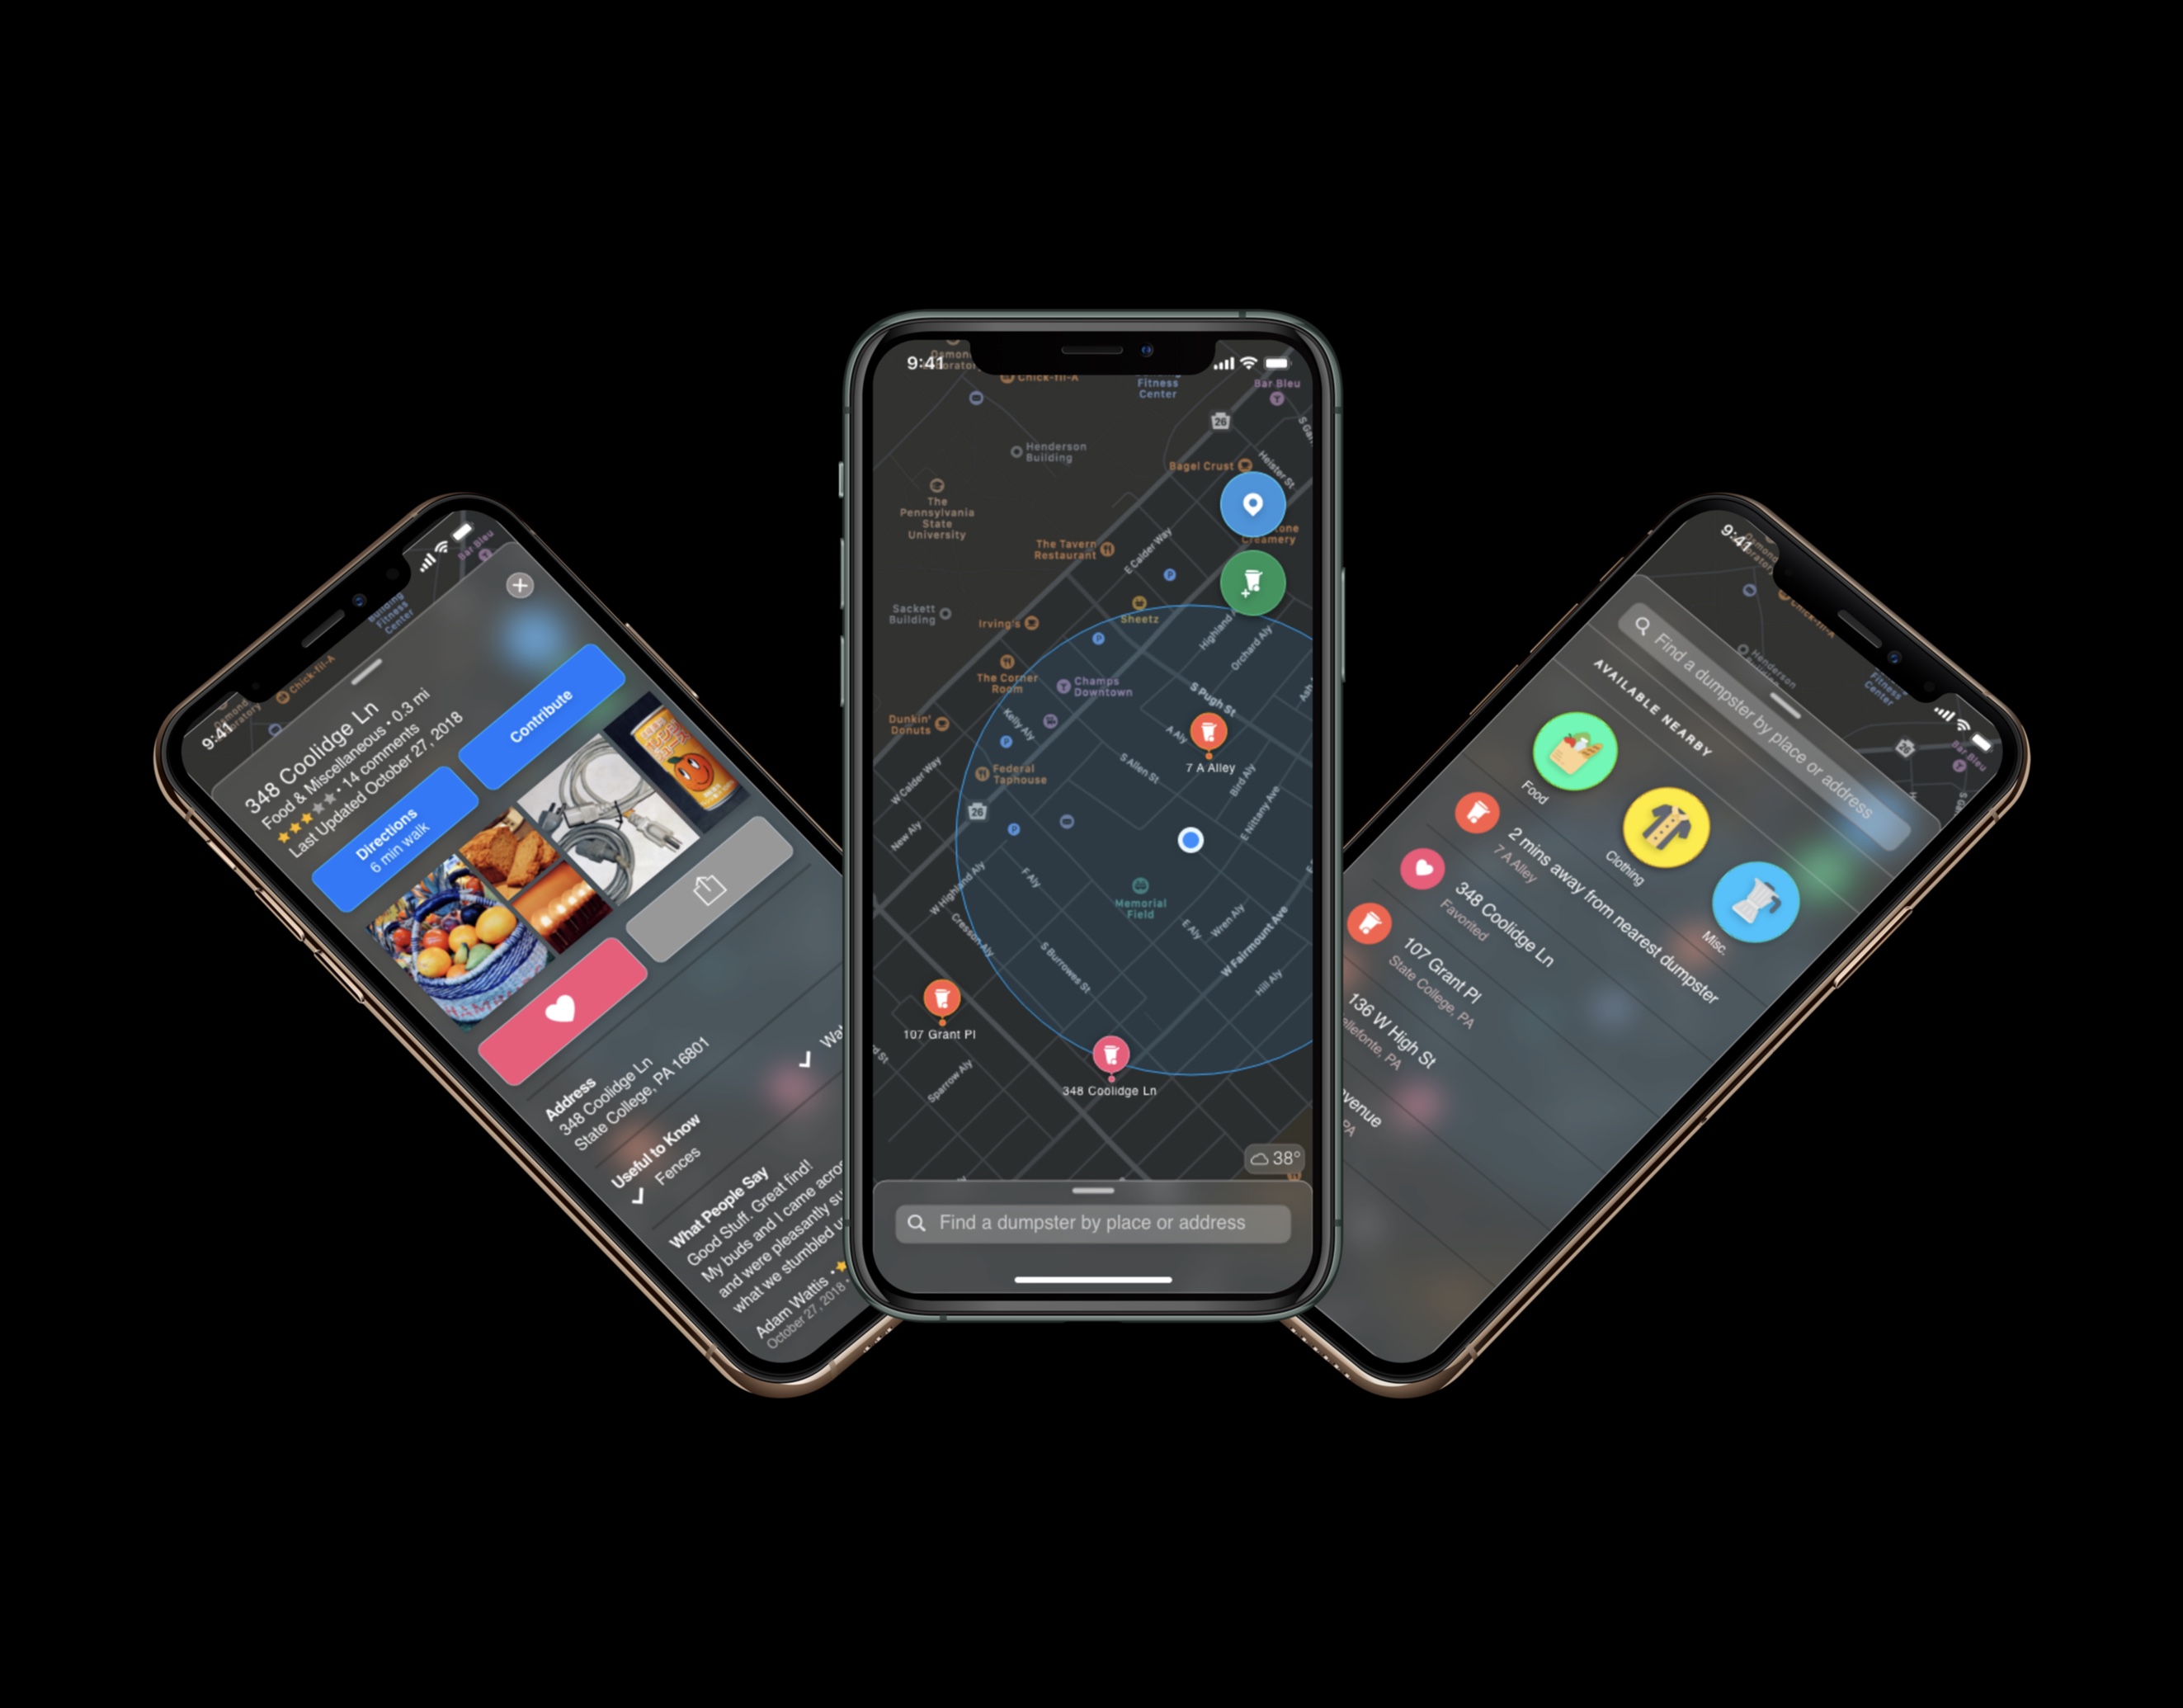 9:41
Bar Bleu
Building
Fitness
Center
Chick-fil-A
348 Coolidge Ln
Food & Miscellaneous • 0.3 mi
• 14 comments
Last Updated October 27, 2018
Directions
6 min walk
Contribute
Address
348 Coolidge Ln
State College, PA 16801
Useful to Know
Fences
What People Say
Good Stuff. Great find!
My buds and I came
and were pleasantly
what we stumbled
Adam Wattis •
October 27, 2018
9:41
Chick-fil-A
Fitness
Center
Bar Bleu
26
Henderson
Building
Bagel Crust
Heister St
The
Pennsylvania
State
University
Creamery
The Tavern
Restaurant
E Calder Way
P
Sackett
Building
Irving's
Sheetz
P
Highland
Orchard Aly
The Corner
Room
Champs
Downtown
S Pugh St
Dunkin'
Donuts
Kelly Aly
P
A Aly
7 A Alley
Federal
Taphouse
S Allen St
Bird Aly
W Calder Way
26
P
E Nittany Ave
New Aly
F Aly
W Highland Aly
Memorial
Field
Cresson Aly
E Aly
Wren Aly
W Fairmount Ave
S Burrowes St
Hill Aly
107 Grant Pl
348 Coolidge Ln
Sparrow Aly
38°
Find a dumpster by place or address
9:41
Chick-fil-A
Henderson
Building
Fitness
Center
26
Bar Bleu
Find a dumpster by place or address
AVAILABLE NEARBY
Food
Clothing
Misc.
2 mins away from nearest dumpster
7 A Alley
348 Coolidge Ln
Favorited
107 Grant Pl
State College, PA
136 W High St
PA
PA